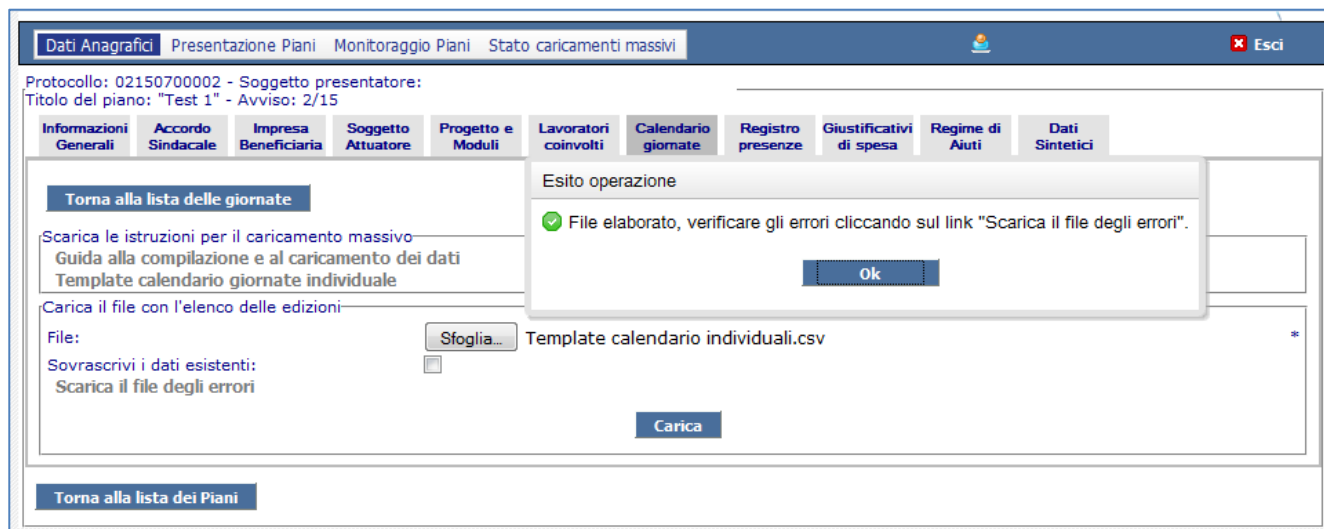 Dati Anagrafici Presentazione Piani Monitoraggio Piani Stato caricamenti massivi Esci
Protocollo: 02150700002 - Soggetto presentatore:
Titolo del piano: "Test 1" - Avviso: 2/15
Informazioni Generali Accordo Sindacale Impresa Beneficiaria Soggetto Attuatore Progetto e Moduli Lavoratori coinvolti Calendario giornate Registro presenze Giustificativi di spesa Regime di Aiuti Dati Sintetici
Esito operazione
File elaborato, verificare gli errori cliccando sul link "Scarica il file degli errori".
Ok
Torna alla lista delle giornate
Scarica le istruzioni per il caricamento massivo
Guida alla compilazione e al caricamento dei dati
Template calendario giornate individuale
Carica il file con l'elenco delle edizioni
File: Sfoglia... Template calendario individuali.csv *
Sovrascrivi i dati esistenti:
Scarica il file degli errori
Carica
Torna alla lista dei Piani